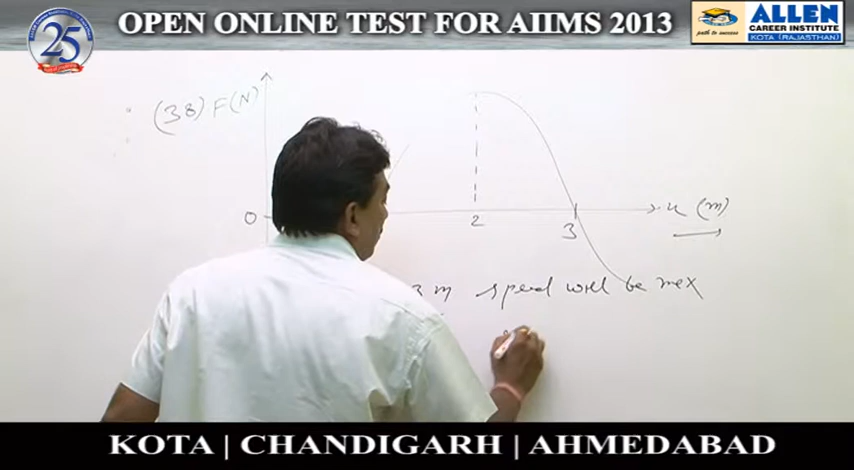 OPEN ONLINE TEST FOR AIIMS 2013
25
path to success
ALLEN
CAREER INSTITUTE
KOTA (RAJASTHAN)
(38) F(N)
0
2
3
x (m)
3 m speed will be max
KOTA | CHANDIGARH | AHMEDABAD